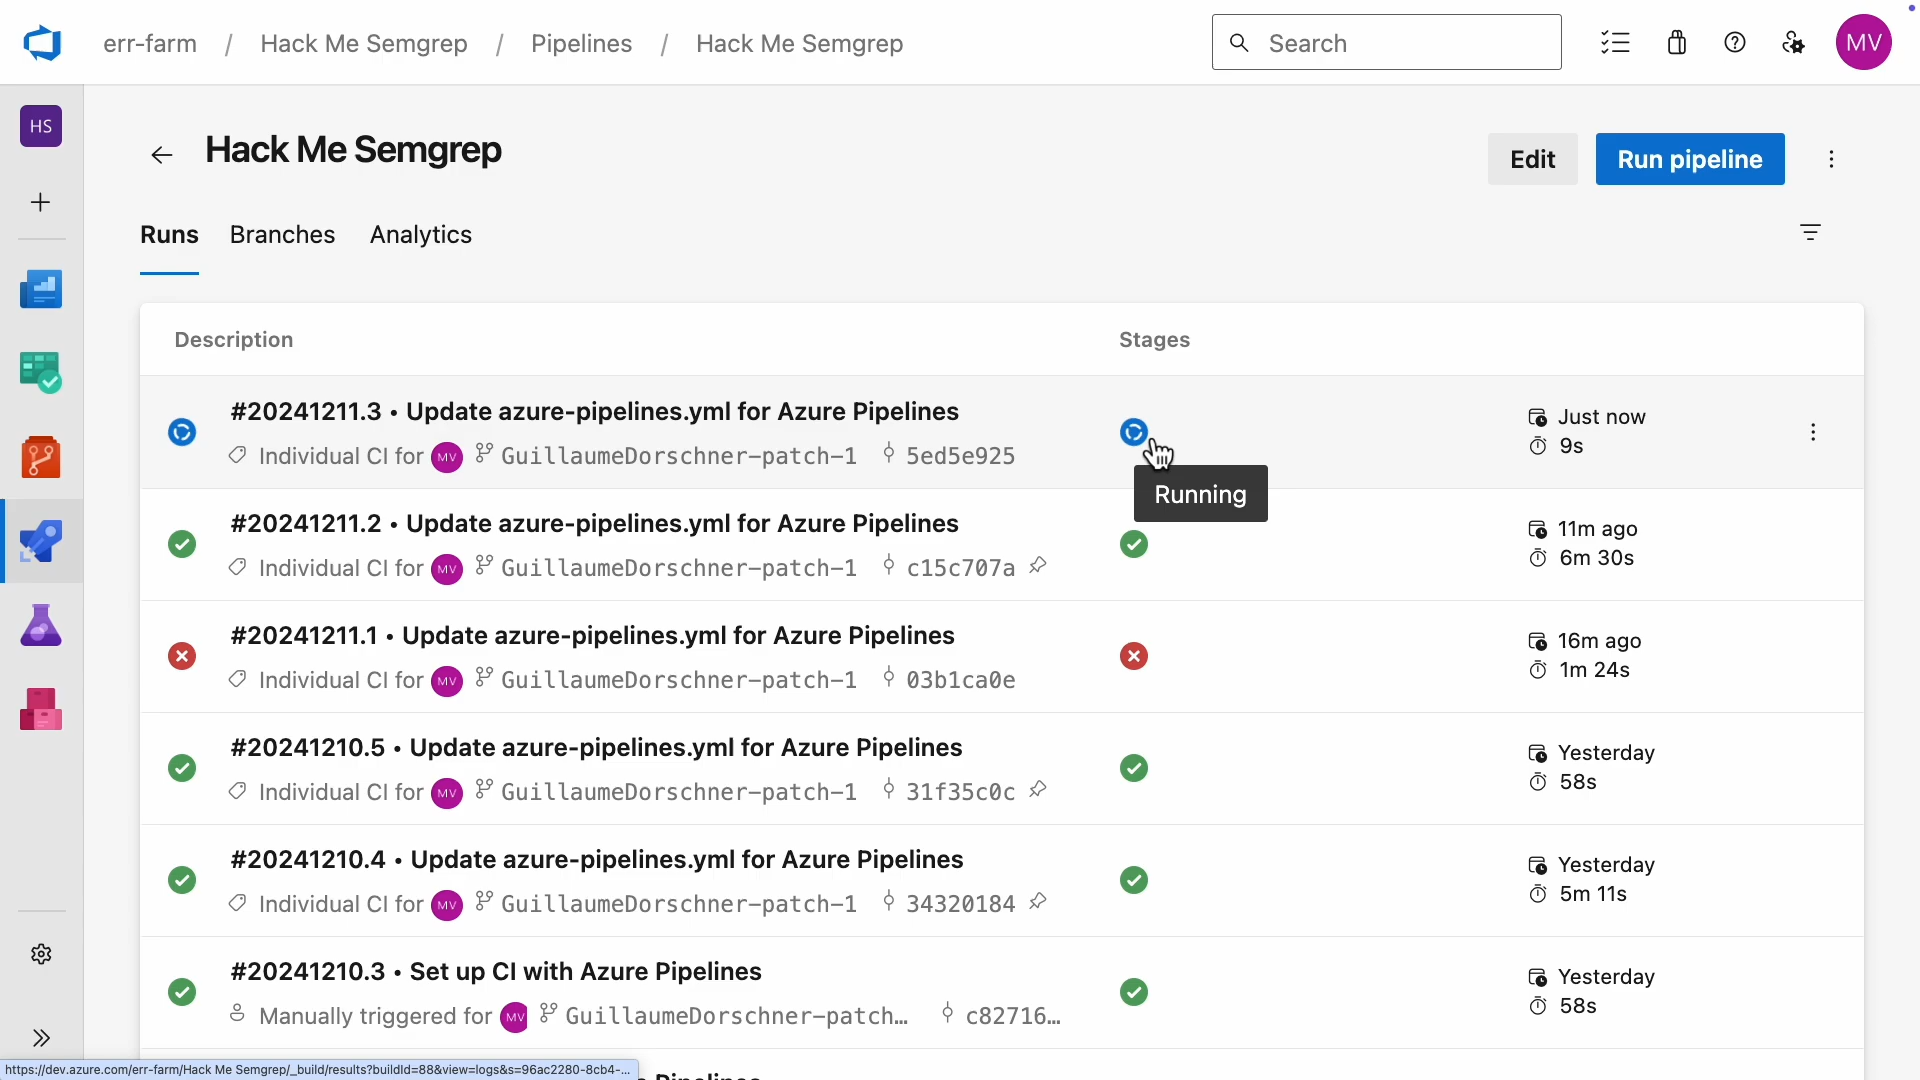 err-farm / Hack Me Semgrep / Pipelines / Hack Me Semgrep
Search
MV
HS
Hack Me Semgrep
Edit
Run pipeline
Runs
Branches
Analytics
Description
Stages
#20241211.3 • Update azure-pipelines.yml for Azure Pipelines
Individual CI for MV GuillaumeDorschner-patch-1 5ed5e925
Just now
9s
Running
#20241211.2 • Update azure-pipelines.yml for Azure Pipelines
Individual CI for MV GuillaumeDorschner-patch-1 c15c707a
11m ago
6m 30s
#20241211.1 • Update azure-pipelines.yml for Azure Pipelines
Individual CI for MV GuillaumeDorschner-patch-1 03b1ca0e
16m ago
1m 24s
#20241210.5 • Update azure-pipelines.yml for Azure Pipelines
Individual CI for MV GuillaumeDorschner-patch-1 31f35c0c
Yesterday
58s
#20241210.4 • Update azure-pipelines.yml for Azure Pipelines
Individual CI for MV GuillaumeDorschner-patch-1 34320184
Yesterday
5m 11s
#20241210.3 • Set up CI with Azure Pipelines
Manually triggered for MV GuillaumeDorschner-patch... c82716...
Yesterday
58s
https://dev.azure.com/err-farm/Hack Me Semgrep/_build/results?buildId=88&view=logs&s=96ac2280-8cb4-...